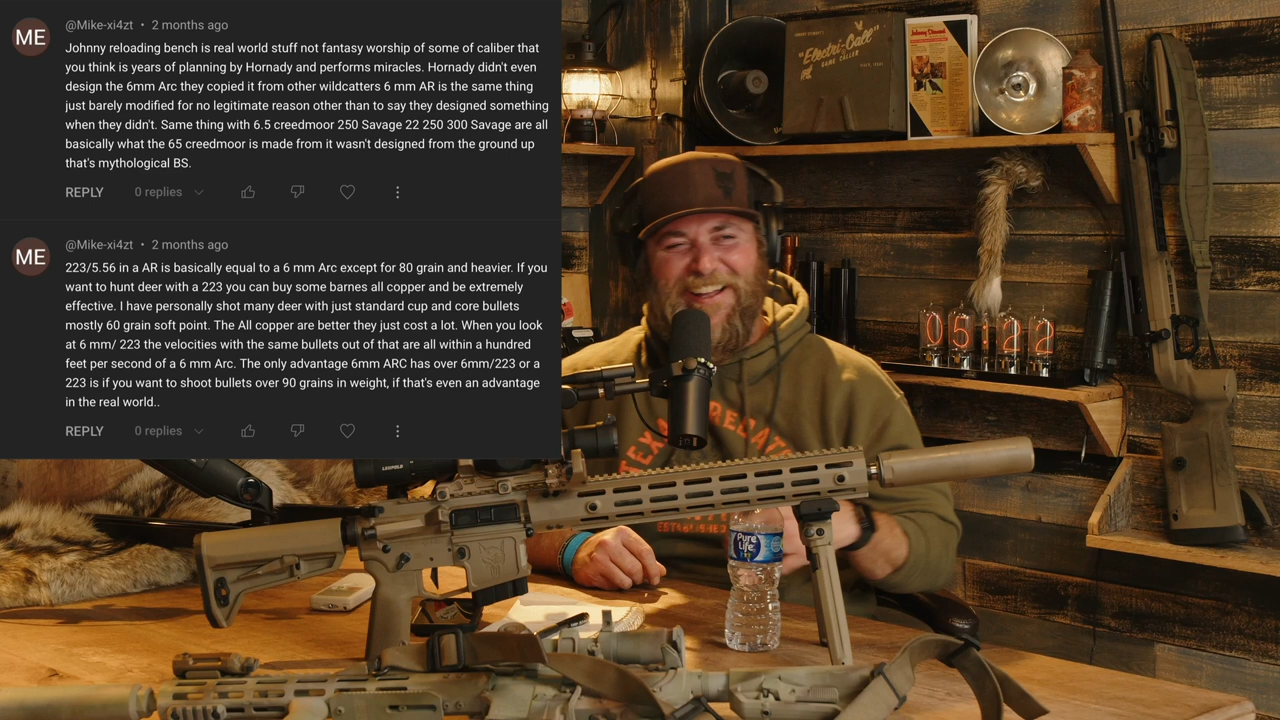 ME
@Mike-xi4zt • 2 months ago
Johnny reloading bench is real world stuff not fantasy worship of some of caliber that
you think is years of planning by Hornady and performs miracles. Hornady didn't even
design the 6mm Arc they copied it from other wildcatters 6 mm AR is the same thing
just barely modified for no legitimate reason other than to say they designed something
when they didn't. Same thing with 6.5 creedmoor 250 Savage 22 250 300 Savage are all
basically what the 65 creedmoor is made from it wasn't designed from the ground up
that's mythological BS.
REPLY 0 replies
ME
@Mike-xi4zt • 2 months ago
223/5.56 in a AR is basically equal to a 6 mm Arc except for 80 grain and heavier. If you
want to hunt deer with a 223 you can buy some barnes all copper and be extremely
effective. I have personally shot many deer with just standard cup and core bullets
mostly 60 grain soft point. The All copper are better they just cost a lot. When you look
at 6 mm/ 223 the velocities with the same bullets out of that are all within a hundred
feet per second of a 6 mm Arc. The only advantage 6mm ARC has over 6mm/223 or a
223 is if you want to shoot bullets over 90 grains in weight, if that's even an advantage
in the real world..
REPLY 0 replies
"Electri-Call"
GAME CALLER
Johnny Stewart
05:22
LEUPOLD
Pure
Life